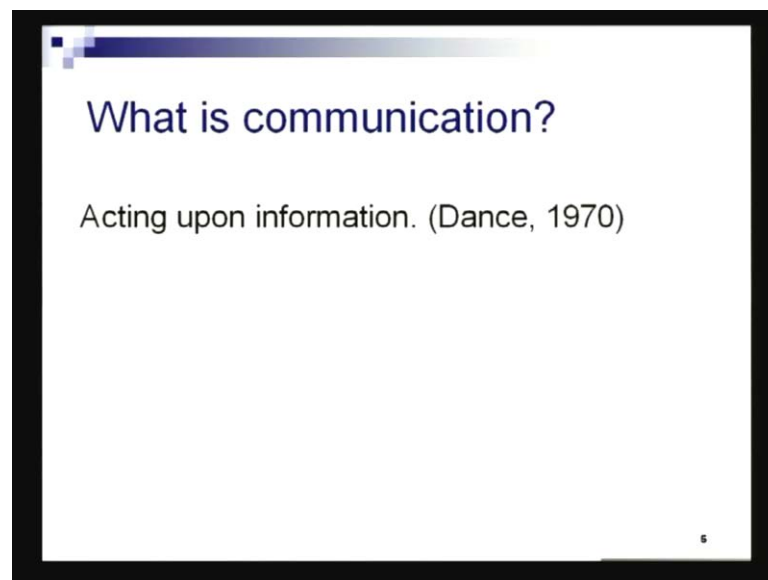 What is communication?
Acting upon information. (Dance, 1970)
5